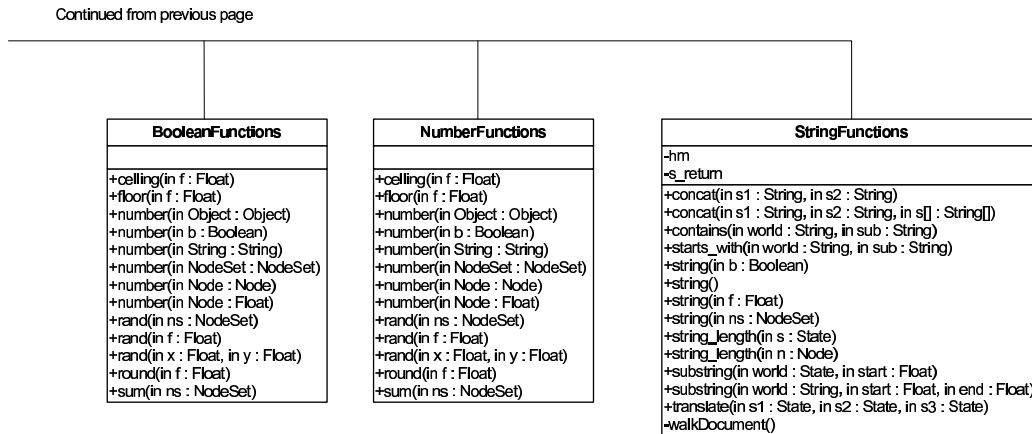 Continued from previous page
BooleanFunctions
+celling(in f : Float)
+floor(in f : Float)
+number(in Object : Object)
+number(in b : Boolean)
+number(in String : String)
+number(in NodeSet : NodeSet)
+number(in Node : Node)
+number(in Node : Float)
+rand(in ns : NodeSet)
+rand(in f : Float)
+rand(in x : Float, in y : Float)
+round(in f : Float)
+sum(in ns : NodeSet)
NumberFunctions
+celling(in f : Float)
+floor(in f : Float)
+number(in Object : Object)
+number(in b : Boolean)
+number(in String : String)
+number(in NodeSet : NodeSet)
+number(in Node : Node)
+number(in Node : Float)
+rand(in ns : NodeSet)
+rand(in f : Float)
+rand(in x : Float, in y : Float)
+round(in f : Float)
+sum(in ns : NodeSet)
StringFunctions
-hm
-s_return
+concat(in s1 : String, in s2 : String)
+concat(in s1 : String, in s2 : String, in s[] : String[])
+contains(in world : String, in sub : String)
+starts_with(in world : String, in sub : String)
+string(in b : Boolean)
+string()
+string(in f : Float)
+string(in ns : NodeSet)
+string_length(in s : State)
+string_length(in n : Node)
+substring(in world : State, in start : Float)
+substring(in world : String, in start : Float, in end : Float)
+translate(in s1 : State, in s2 : State, in s3 : State)
-walkDocument()